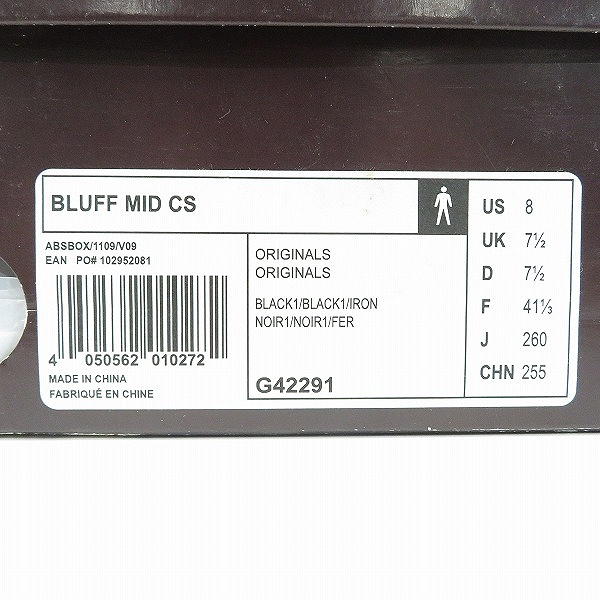 BLUFF MID CS
ABSBOX/1109/V09
EAN PO# 102952081
4 050562 010272
MADE IN CHINA
FABRIQUÉ EN CHINE
ORIGINALS
ORIGINALS
BLACK1/BLACK1/IRON
NOIR1/NOIR1/FER
G42291
US 8
UK 7½
D 7½
F 41⅓
J 260
CHN 255